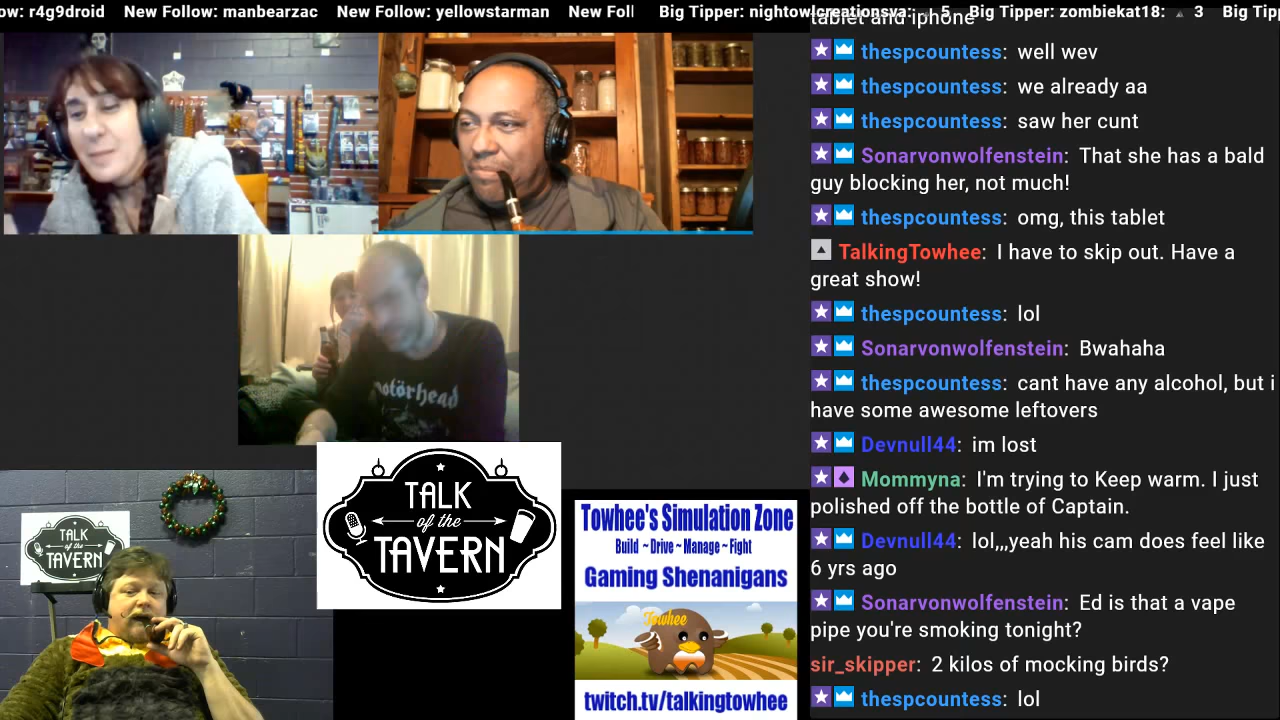 ow: r4g9droid New Follow: manbearzac New Follow: yellowstarman New Foll Big Tipper: nightowlcreationsva: 5 Big Tipper: zombiekat18: 3 Big Tip
tablet and iphone
thespcountess: well wev
thespcountess: we already aa
thespcountess: saw her cunt
Sonarvonwolfenstein: That she has a bald
guy blocking her, not much!
thespcountess: omg, this tablet
TalkingTowhee: I have to skip out. Have a
great show!
thespcountess: lol
Sonarvonwolfenstein: Bwahaha
thespcountess: cant have any alcohol, but i
have some awesome leftovers
Devnull44: im lost
Mommyna: I'm trying to Keep warm. I just
polished off the bottle of Captain.
Devnull44: lol,,,yeah his cam does feel like
6 yrs ago
Sonarvonwolfenstein: Ed is that a vape
pipe you're smoking tonight?
sir_skipper: 2 kilos of mocking birds?
thespcountess: lol
motörhead
TALK
of the
TAVERN
TALK
of the
TAVERN
Towhee's Simulation Zone
Build ~ Drive ~ Manage ~ Fight
Gaming Shenanigans
Towhee
twitch.tv/talkingtowhee